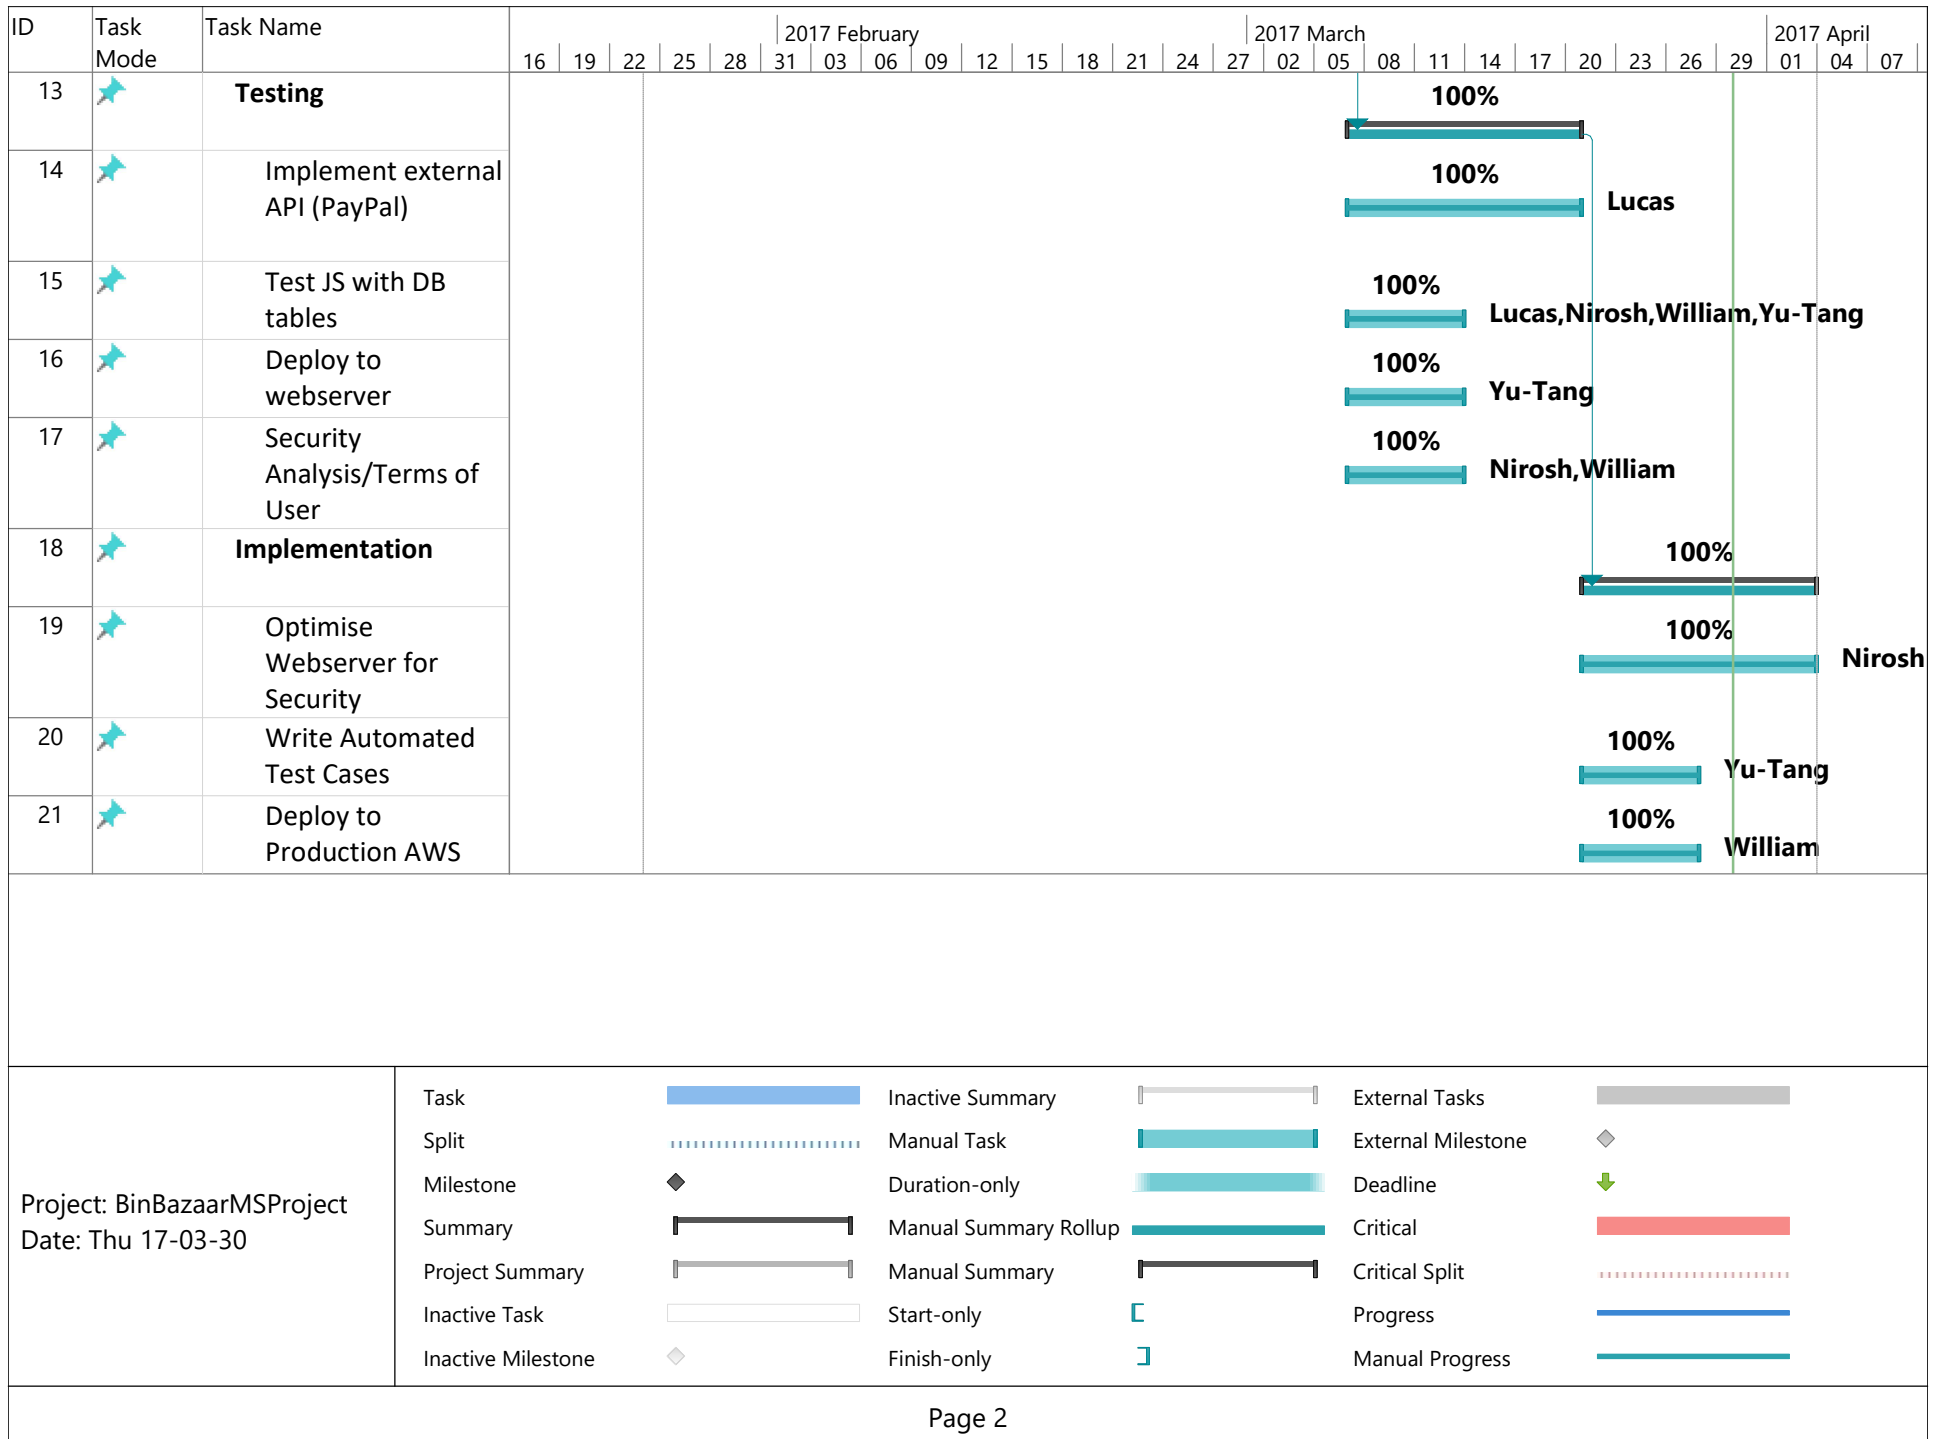 ID
Task Mode
Task Name
2017 February
2017 March
2017 April
16 19 22 25 28 31 03 06 09 12 15 18 21 24 27 02 05 08 11 14 17 20 23 26 29 01 04 07
13
Testing
100%
14
Implement external
API (PayPal)
100%
Lucas
15
Test JS with DB
tables
100%
Lucas,Nirosh,William,Yu-Tang
16
Deploy to
webserver
100%
Yu-Tang
17
Security
Analysis/Terms of
User
100%
Nirosh,William
18
Implementation
100%
19
Optimise
Webserver for
Security
100%
Nirosh
20
Write Automated
Test Cases
100%
Yu-Tang
21
Deploy to
Production AWS
100%
William
Project: BinBazaarMSProject
Date: Thu 17-03-30
Task
Split
Milestone
Summary
Project Summary
Inactive Task
Inactive Milestone
Inactive Summary
Manual Task
Duration-only
Manual Summary Rollup
Manual Summary
Start-only
Finish-only
External Tasks
External Milestone
Deadline
Critical
Critical Split
Progress
Manual Progress
Page 2